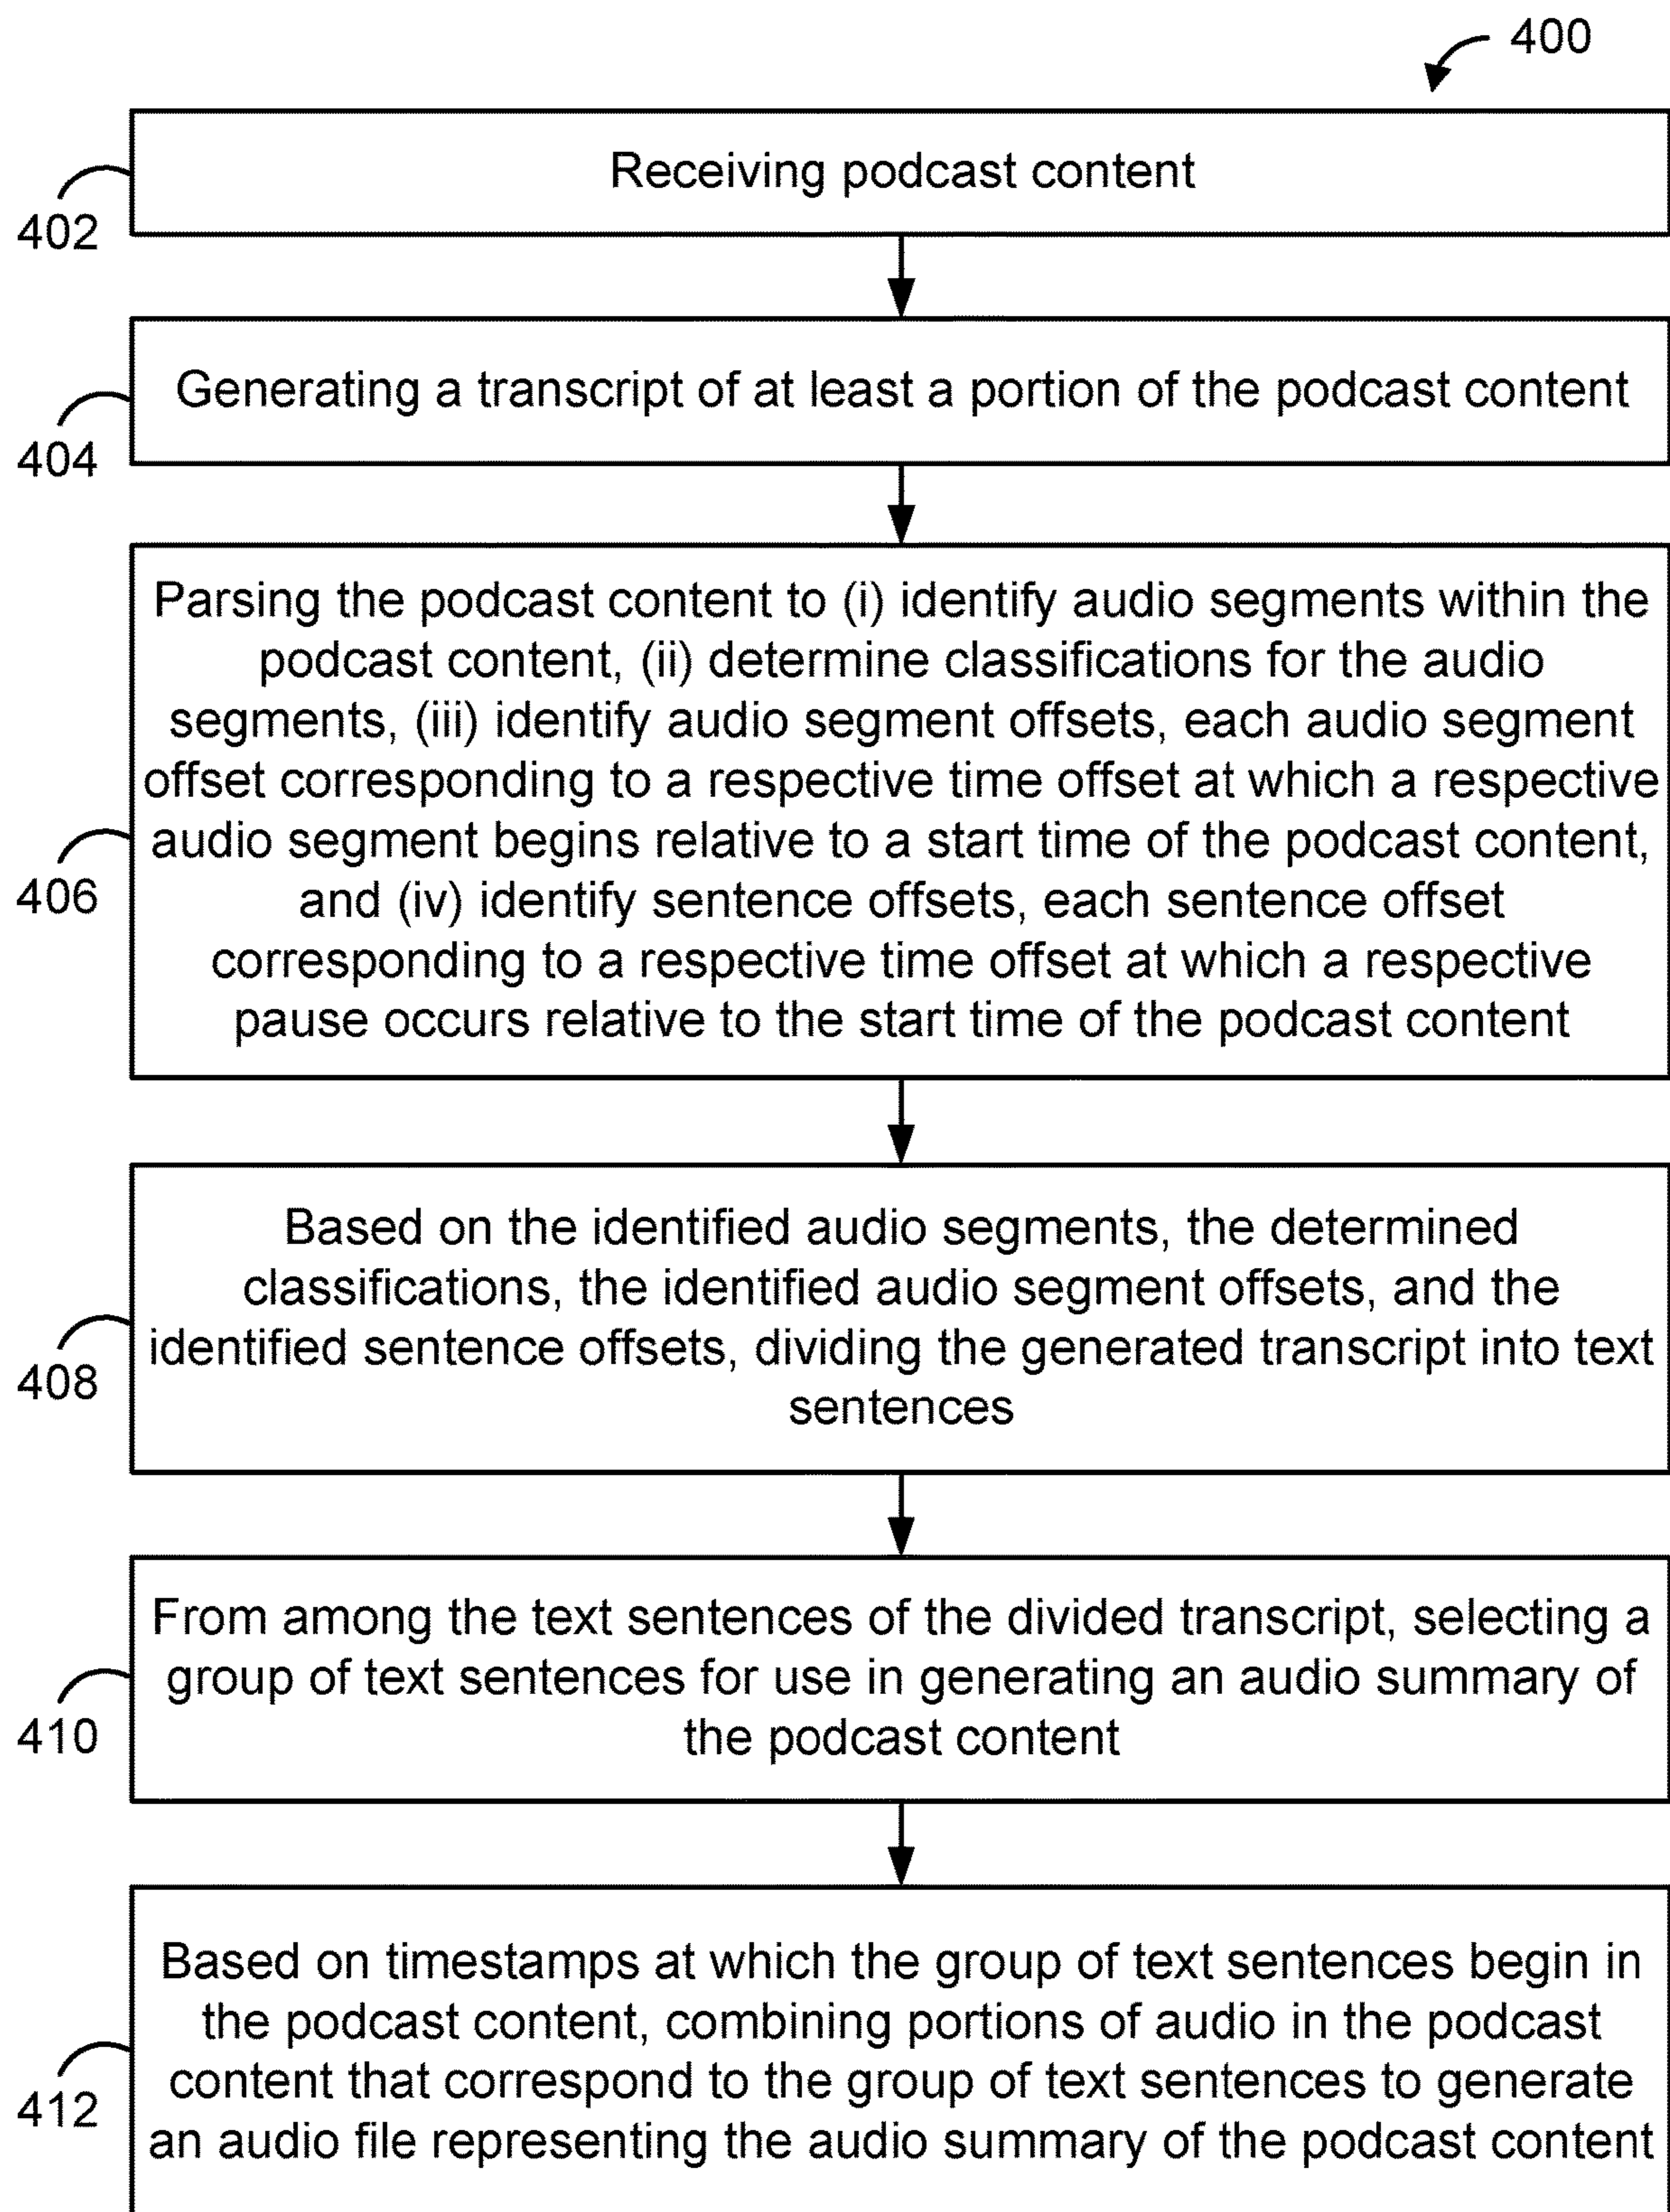 400
Receiving podcast content
402
Generating a transcript of at least a portion of the podcast content
404
Parsing the podcast content to (i) identify audio segments within the
podcast content, (ii) determine classifications for the audio
segments, (iii) identify audio segment offsets, each audio segment
offset corresponding to a respective time offset at which a respective
audio segment begins relative to a start time of the podcast content,
and (iv) identify sentence offsets, each sentence offset
corresponding to a respective time offset at which a respective
pause occurs relative to the start time of the podcast content
406
Based on the identified audio segments, the determined
classifications, the identified audio segment offsets, and the
identified sentence offsets, dividing the generated transcript into text
sentences
408
From among the text sentences of the divided transcript, selecting a
group of text sentences for use in generating an audio summary of
the podcast content
410
Based on timestamps at which the group of text sentences begin in
the podcast content, combining portions of audio in the podcast
content that correspond to the group of text sentences to generate
an audio file representing the audio summary of the podcast content
412